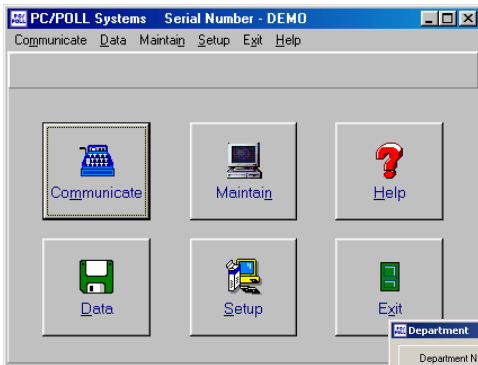 PC/POLL Systems Serial Number - DEMO
Communicate Data Maintain Setup Exit Help
Communicate Maintain Help
Data Setup Exit
Department
Department N